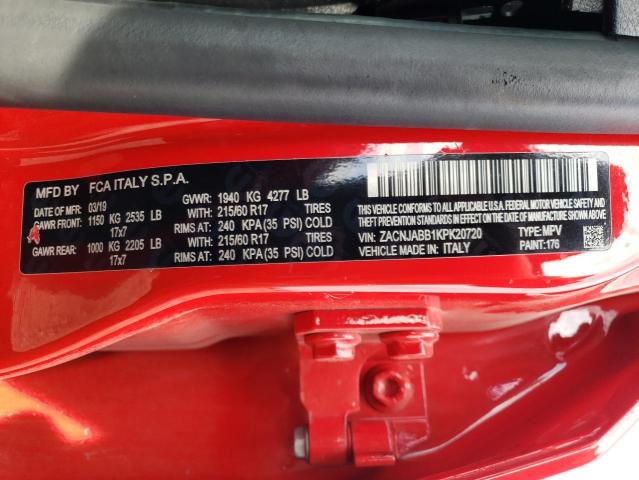 MFD BY FCA ITALY S.P.A.
DATE OF MFR: 03/19 GVWR: 1940 KG 4277 LB
GAWR FRONT: 1150 KG 2535 LB WITH: 215/60 R17 TIRES
17x7 RIMS AT: 240 KPA(35 PSI) COLD
GAWR REAR: 1000 KG 2205 LB WITH: 215/60 R17 TIRES
17x7 RIMS AT: 240 KPA(35 PSI) COLD
THIS VEHICLE CONFORMS TO ALL APPLICABLE U.S.A. FEDERAL MOTOR
VEHICLE SAFETY, BUMPER, AND THEFT PREVENTION STANDARDS IN
EFFECT ON THE DATE OF MANUFACTURE SHOWN ABOVE
VIN: ZACNJABB1KPK20720 TYPE: MPV
VEHICLE MADE IN: ITALY PAINT: 176